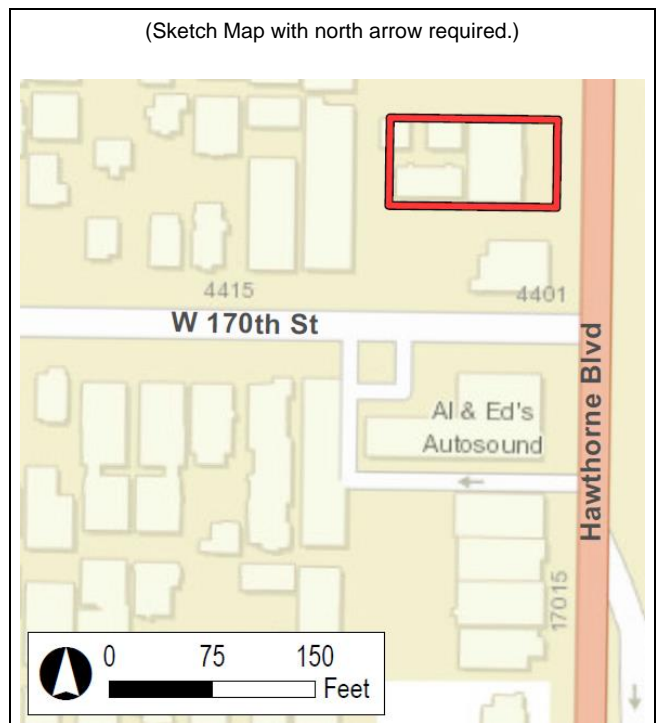 (Sketch Map with north arrow required.)
4415
4401
W 170th St
Hawthorne Blvd
Al & Ed's
Autosound
17015
0 75 150
Feet